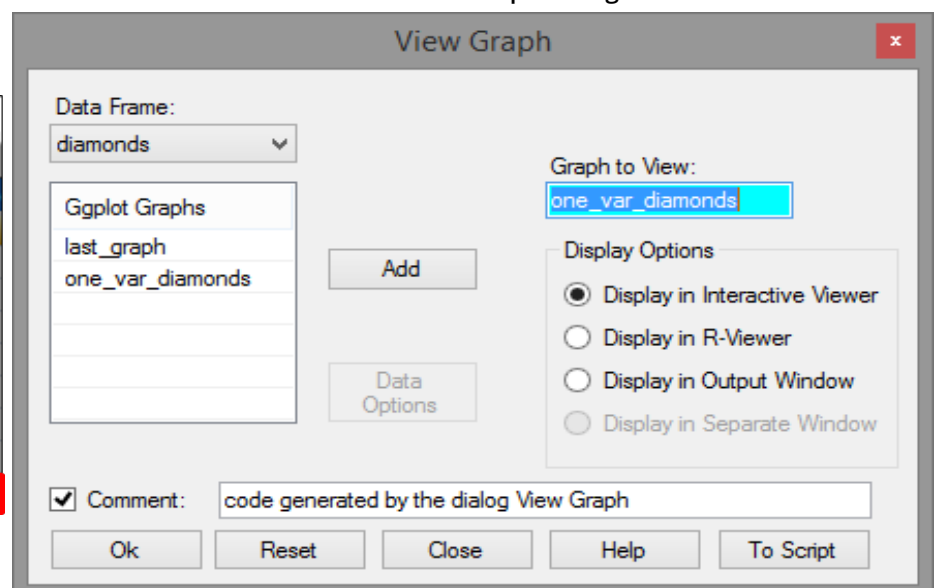 View Graph
x
Data Frame:
diamonds
Graph to View:
one_var_diamonds
Ggplot Graphs
last_graph
one_var_diamonds
Add
Data
Options
Display Options
Display in Interactive Viewer
Display in R-Viewer
Display in Output Window
Display in Separate Window
Comment:
code generated by the dialog View Graph
Ok
Reset
Close
Help
To Script